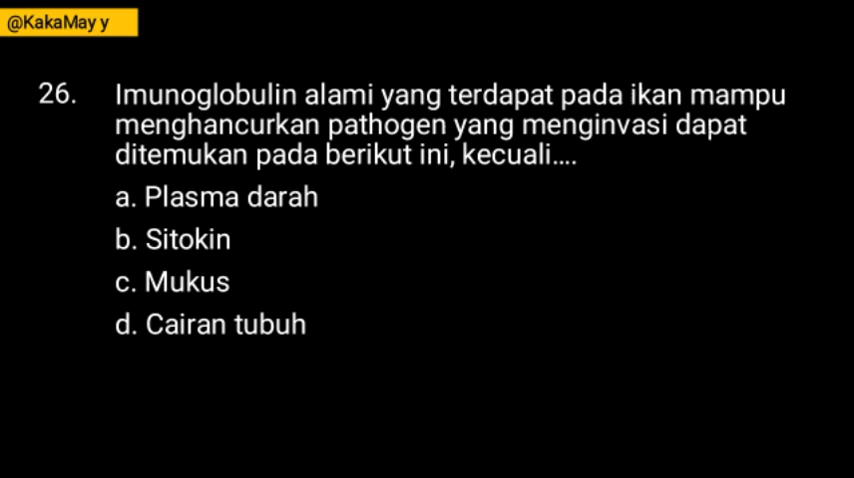 @KakaMay y
26. Imunoglobulin alami yang terdapat pada ikan mampu
menghancurkan pathogen yang menginvasi dapat
ditemukan pada berikut ini, kecuali....
a. Plasma darah
b. Sitokin
c. Mukus
d. Cairan tubuh